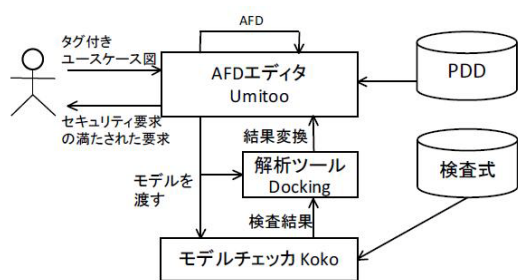 AFD
タグ付き
ユースケース図
AFDエディタ
Umitoo
PDD
セキュリティ要求
の満たされた要求
結果変換
モデルを
渡す
解析ツール
Docking
検査式
検査結果
モデルチェッカ Koko